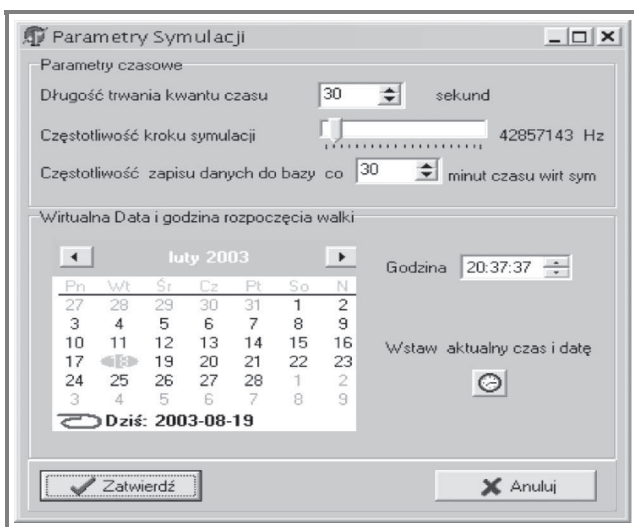 Parametry Symulacji
Parametry czasowe
Długość trwania kwantu czasu 30 sekund
Częstotliwość kroku symulacji 42857143 Hz
Częstotliwość zapisu danych do bazy co 30 minut czasu wirt sym
Wirtualna Data i godzina rozpoczęcia walki
luty 2003
Godzina 20:37:37
Pn Wt Śr Cz Pt So N
27 28 29 30 31 1 2
3 4 5 6 7 8 9
10 11 12 13 14 15 16
Wstaw aktualny czas i datę
17 18 19 20 21 22 23
24 25 26 27 28 1 2
3 4 5 6 7 8 9
Dziś: 2003-08-19
Zatwierdź Anuluj